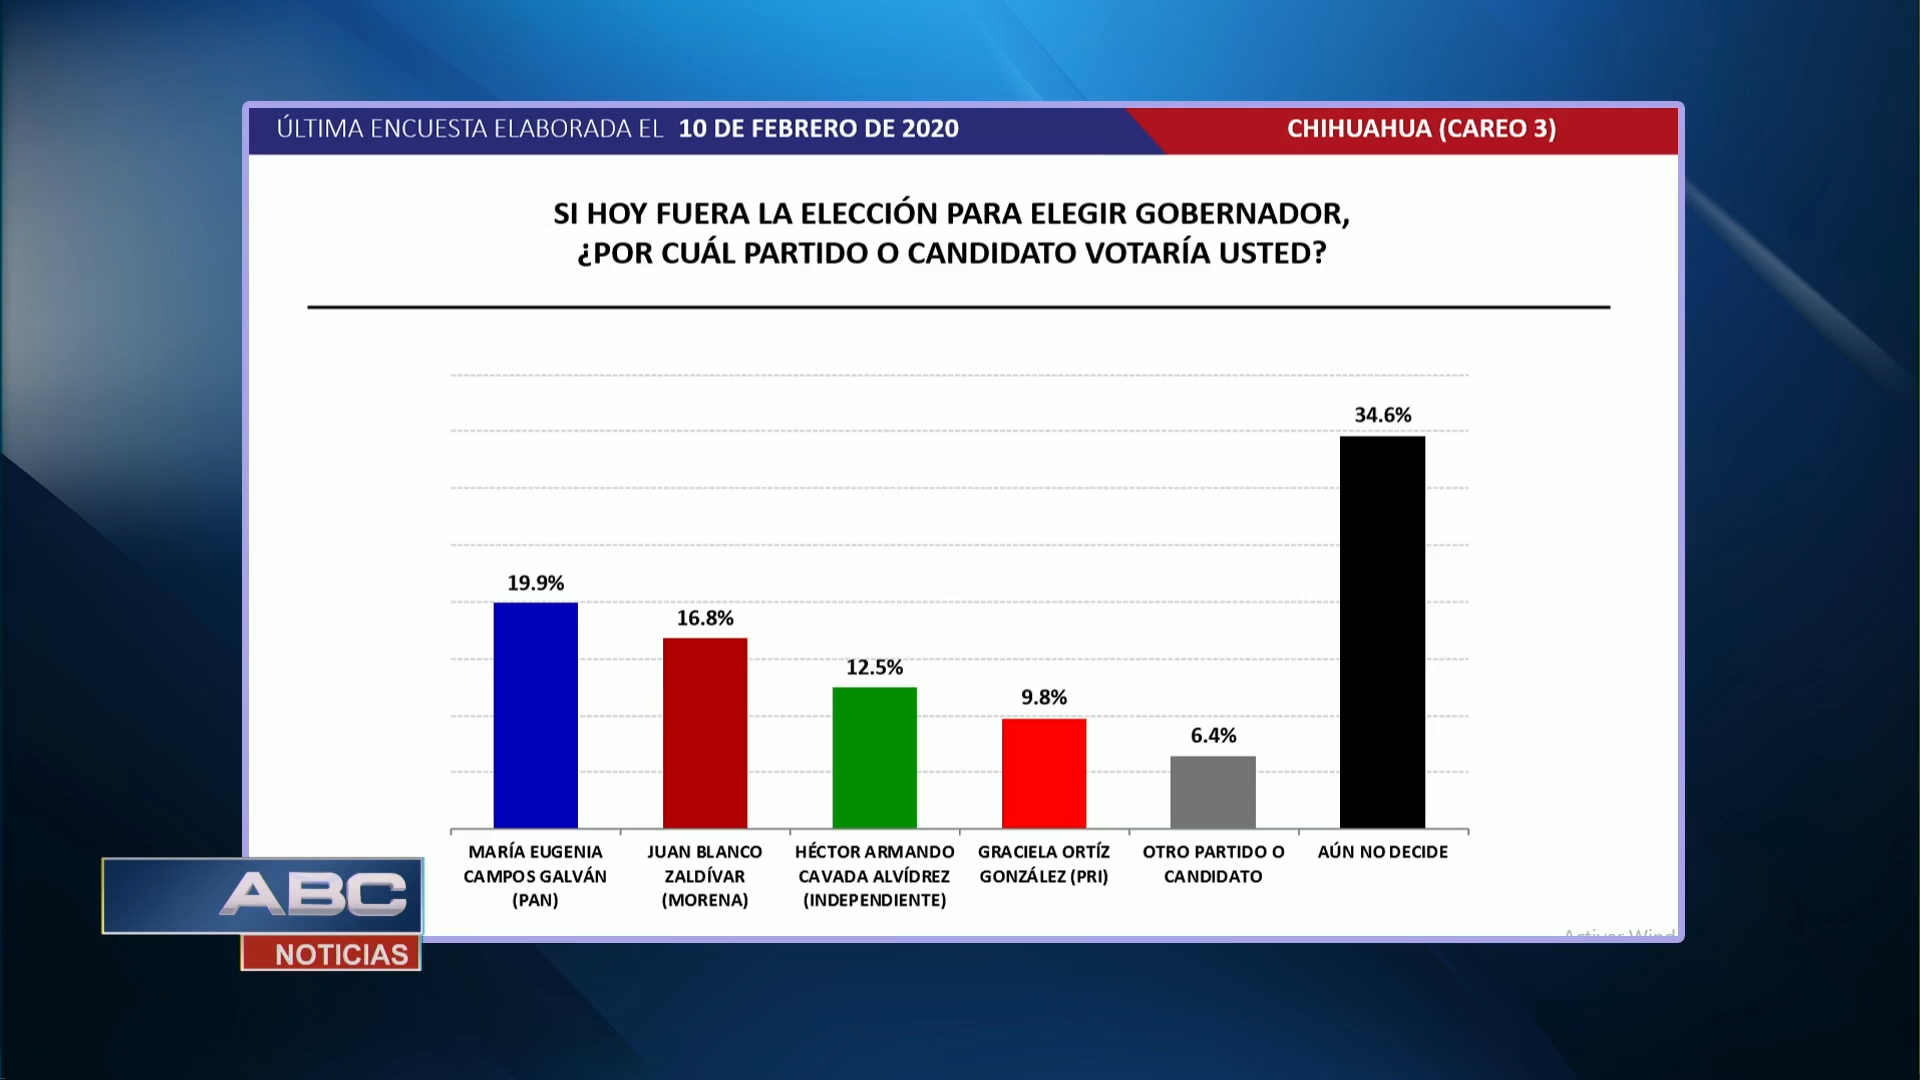 ÚLTIMA ENCUESTA ELABORADA EL 10 DE FEBRERO DE 2020
CHIHUAHUA (CAREO 3)
SI HOY FUERA LA ELECCIÓN PARA ELEGIR GOBERNADOR,
¿POR CUÁL PARTIDO O CANDIDATO VOTARÍA USTED?
19.9%
16.8%
12.5%
9.8%
6.4%
34.6%
MARÍA EUGENIA
CAMPOS GALVÁN
(PAN)
JUAN BLANCO
ZALDÍVAR
(MORENA)
HÉCTOR ARMANDO
CAVADA ALVÍDREZ
(INDEPENDIENTE)
GRACIELA ORTÍZ
GONZÁLEZ (PRI)
OTRO PARTIDO O
CANDIDATO
AÚN NO DECIDE
ABC
NOTICIAS